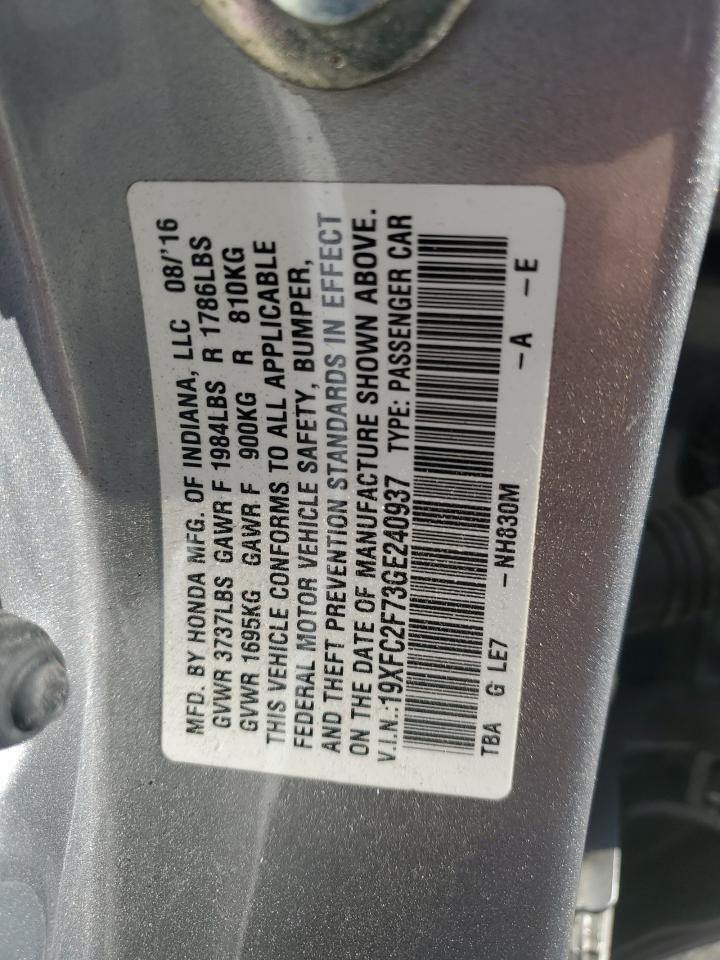 MFD. BY HONDA MFG. OF INDIANA, LLC 08/'16
GVWR 3737LBS GAWR F 1984LBS R 1786LBS
GVWR 1695KG GAWR F 900KG R 810KG
THIS VEHICLE CONFORMS TO ALL APPLICABLE
FEDERAL MOTOR VEHICLE SAFETY, BUMPER,
AND THEFT PREVENTION STANDARDS IN EFFECT
ON THE DATE OF MANUFACTURE SHOWN ABOVE.
V.I.N.:19XFC2F73GE240937 TYPE: PASSENGER CAR
TBA G LE7 -NH830M -A -E